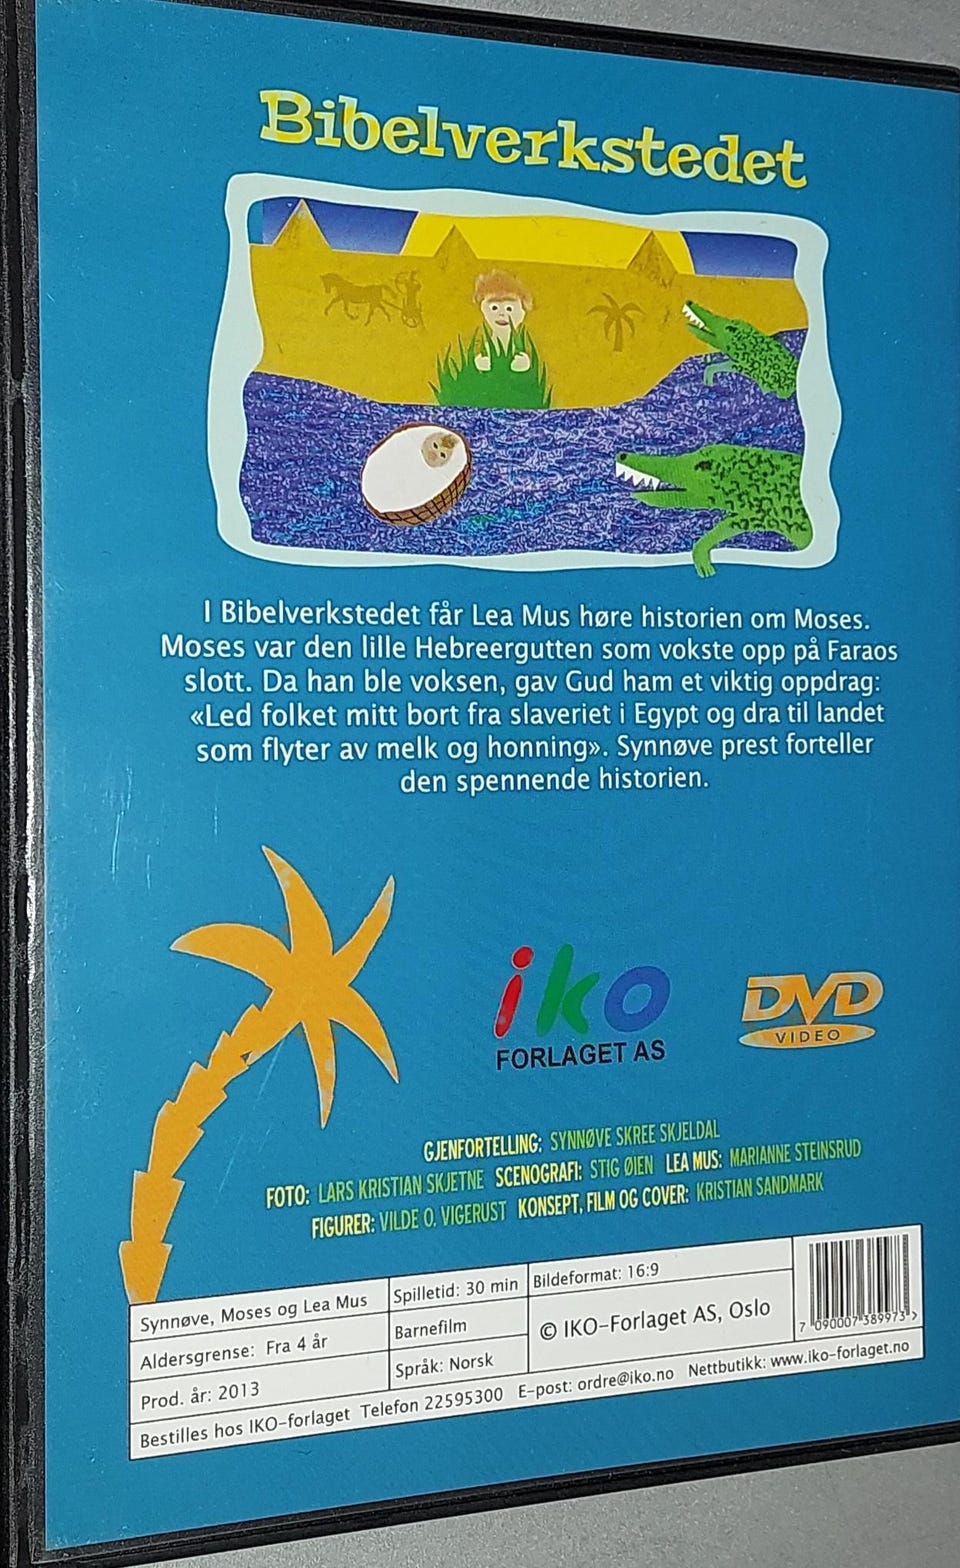 Bibelverkstedet
I Bibelverkstedet får Lea Mus høre historien om Moses.
Moses var den lille Hebreergutten som vokste opp på Faraos
slott. Da han ble voksen, gav Gud ham et viktig oppdrag:
«Led folket mitt bort fra slaveriet i Egypt og dra til landet
som flyter av melk og honning». Synnøve prest forteller
den spennende historien.
iko
FORLAGET AS
DVD
VIDEO
GJENFORTELLING: SYNNØVE SKREE SKJELDAL
FOTO: LARS KRISTIAN SKJETNE SCENOGRAFI: STIG ØIEN LEA MUS: MARIANNE STEINSRUD
FIGURER: VILDE O. VIGERUST KONSEPT, FILM OG COVER: KRISTIAN SANDMARK
Synnøve, Moses og Lea Mus
Spilletid: 30 min
Bildeformat: 16:9
Aldersgrense: Fra 4 år
Barnefilm
© IKO-Forlaget AS, Oslo
Prod. år: 2013
Språk: Norsk
7 090007 389973 >
Bestilles hos IKO-forlaget Telefon 22595300 E-post: ordre@iko.no Nettbutikk: www.iko-forlaget.no